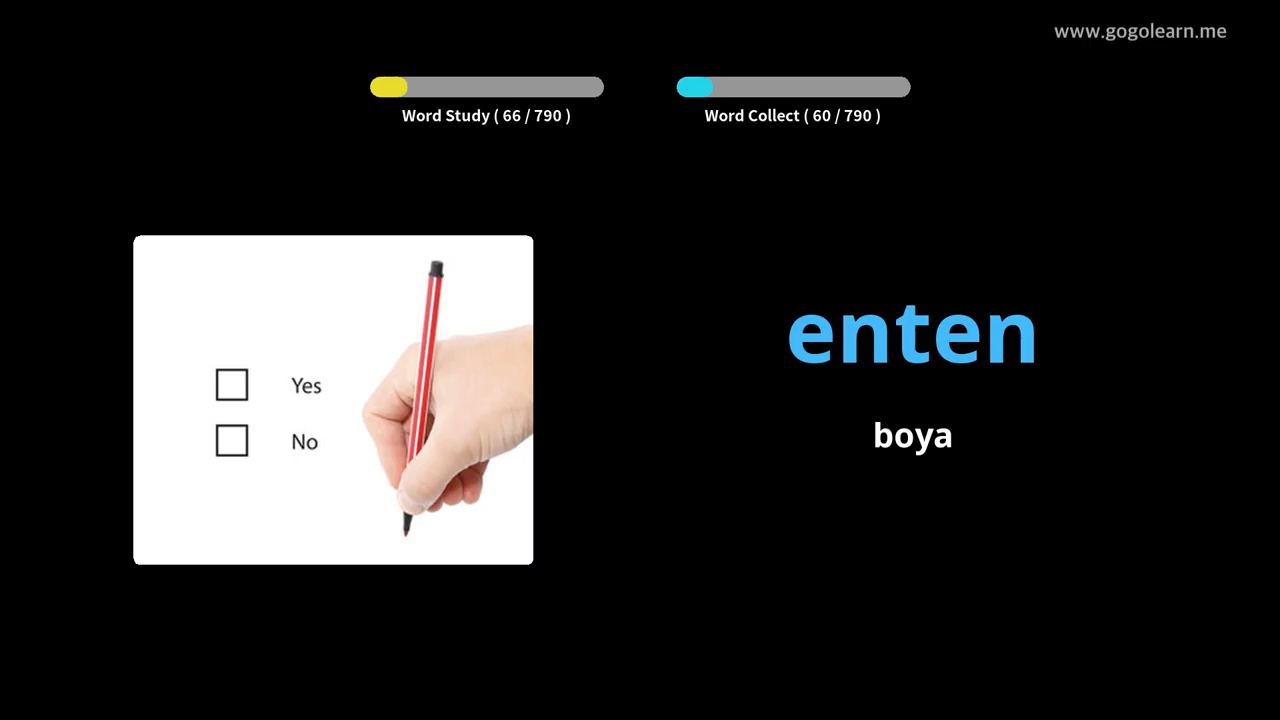 www.gogolearn.me
Word Study ( 66 / 790 )
Word Collect ( 60 / 790 )
Yes
No
enten
boya